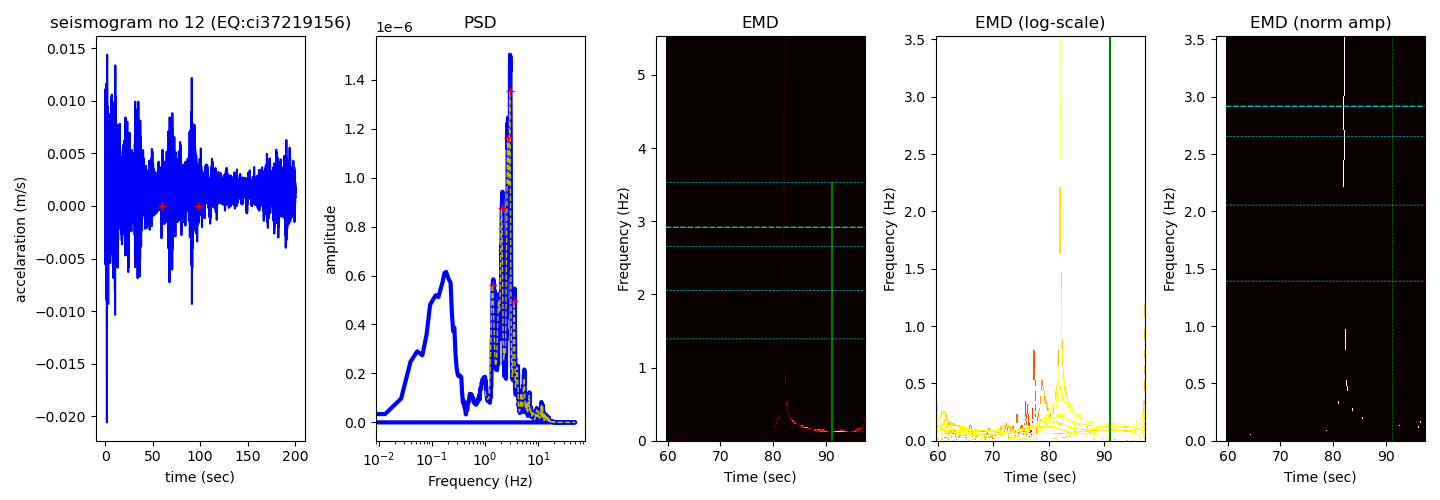 seismogram no 12 (EQ:ci37219156)
0.015
0.010
0.005
0.000
−0.005
−0.010
−0.015
−0.020
accelaration (m/s)
0 50 100 150 200
time (sec)
PSD
1e−6
1.4
1.2
1.0
0.8
0.6
0.4
0.2
0.0
amplitude
10⁻² 10⁻¹ 10⁰ 10¹
Frequency (Hz)
EMD
5
4
3
2
1
0
Frequency (Hz)
60 70 80 90
Time (sec)
EMD (log-scale)
3.5
3.0
2.5
2.0
1.5
1.0
0.5
0.0
Frequency (Hz)
60 70 80 90
Time (sec)
EMD (norm amp)
3.5
3.0
2.5
2.0
1.5
1.0
0.5
0.0
Frequency (Hz)
60 70 80 90
Time (sec)